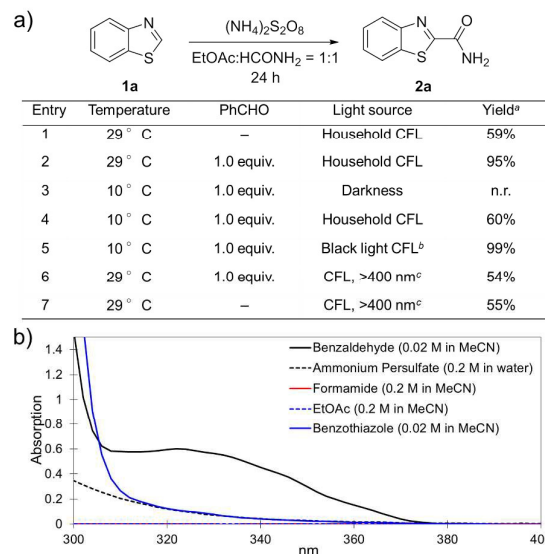 a)
N
S
1a
(NH4)2S2O8
EtOAc:HCONH2 = 1:1
24 h
N
S
O
NH2
2a
Entry Temperature PhCHO Light source Yieldᵃ
1 29° C – Household CFL 59%
2 29° C 1.0 equiv. Household CFL 95%
3 10° C 1.0 equiv. Darkness n.r.
4 10° C 1.0 equiv. Household CFL 60%
5 10° C 1.0 equiv. Black light CFLᵇ 99%
6 29° C 1.0 equiv. CFL, >400 nmᶜ 54%
7 29° C – CFL, >400 nmᶜ 55%
b)
1.4
1.2
1
0.8
0.6
0.4
0.2
0
Absorption
Benzaldehyde (0.02 M in MeCN)
Ammonium Persulfate (0.2 M in water)
Formamide (0.2 M in MeCN)
EtOAc (0.2 M in MeCN)
Benzothiazole (0.02 M in MeCN)
300 320 340 360 380 40
nm